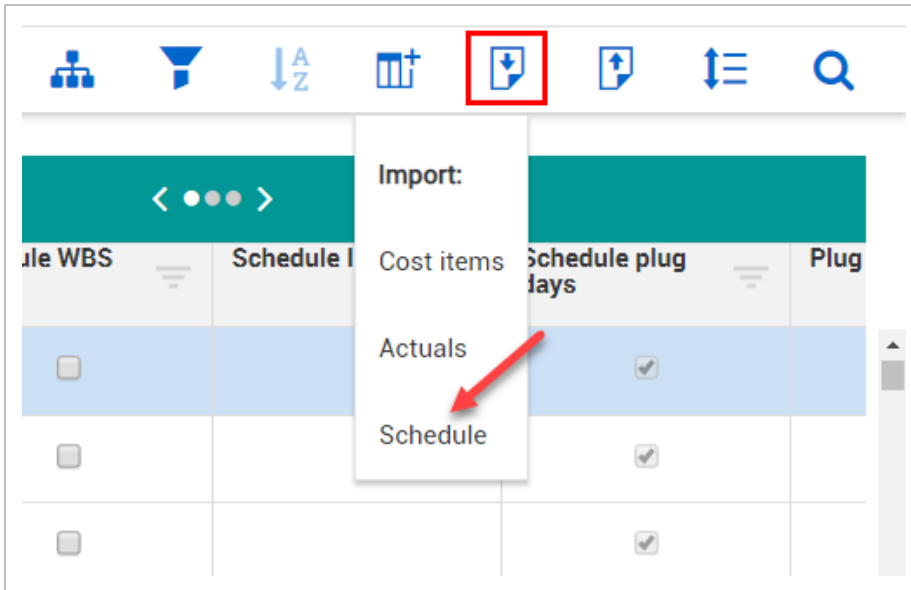 A
Z
Import:
Cost items
Actuals
Schedule
ule WBS
Schedule I
Schedule plug
days
Plug